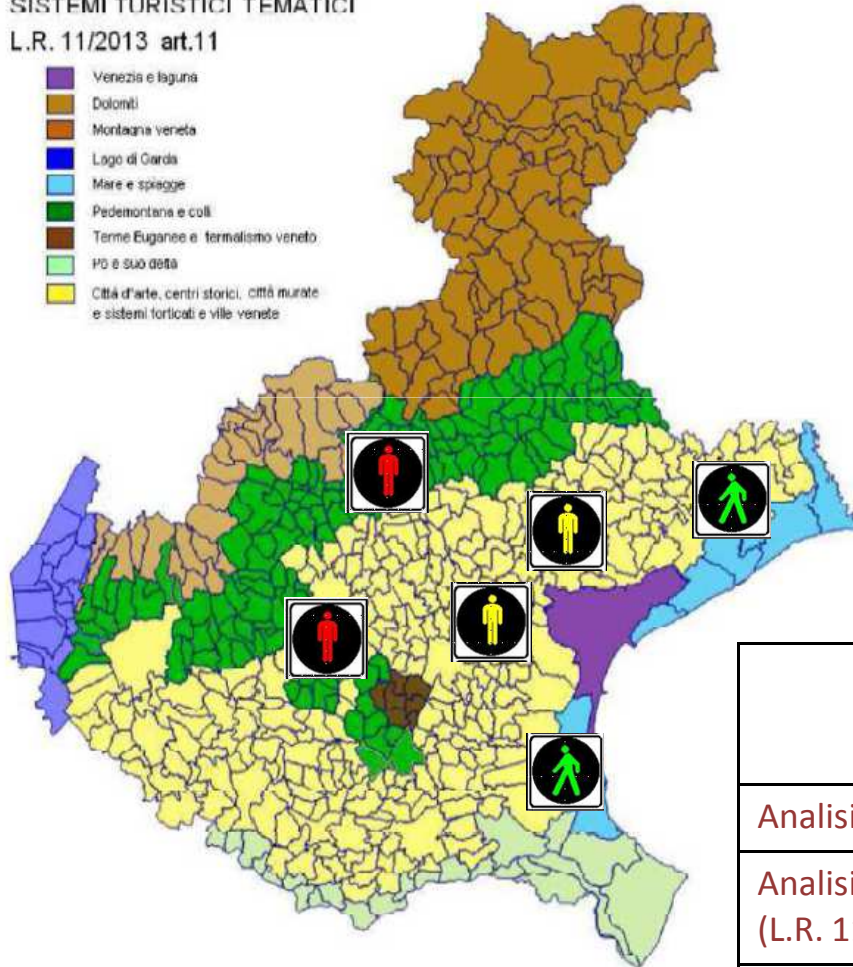 SISTEMI TURISTICI TEMATICI
L.R. 11/2013 art.11
Venezia e laguna
Dolomiti
Montagna veneta
Lago di Garda
Mare e spiagge
Pedemontana e colli
Terme Euganee e termalismo veneto
Po e suo delta
Città d'arte, centri storici, città murate
e sistemi fortificati e ville venete
Analisi
Analisi
(L.R. 1